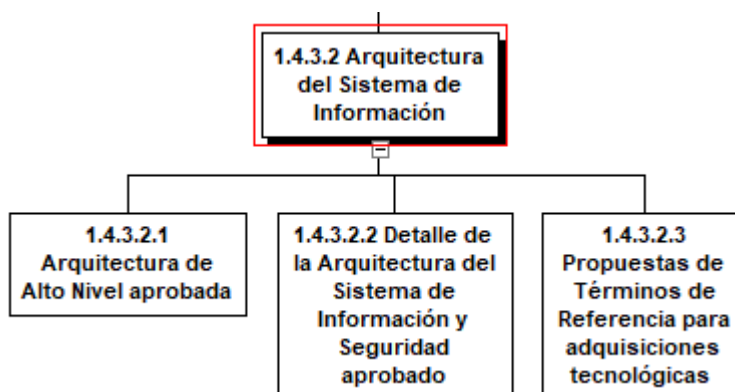 1.4.3.2 Arquitectura
del Sistema de
Información
1.4.3.2.1
Arquitectura de
Alto Nivel aprobada
1.4.3.2.2 Detalle de
la Arquitectura del
Sistema de
Información y
Seguridad
aprobado
1.4.3.2.3
Propuestas de
Términos de
Referencia para
adquisiciones
tecnológicas